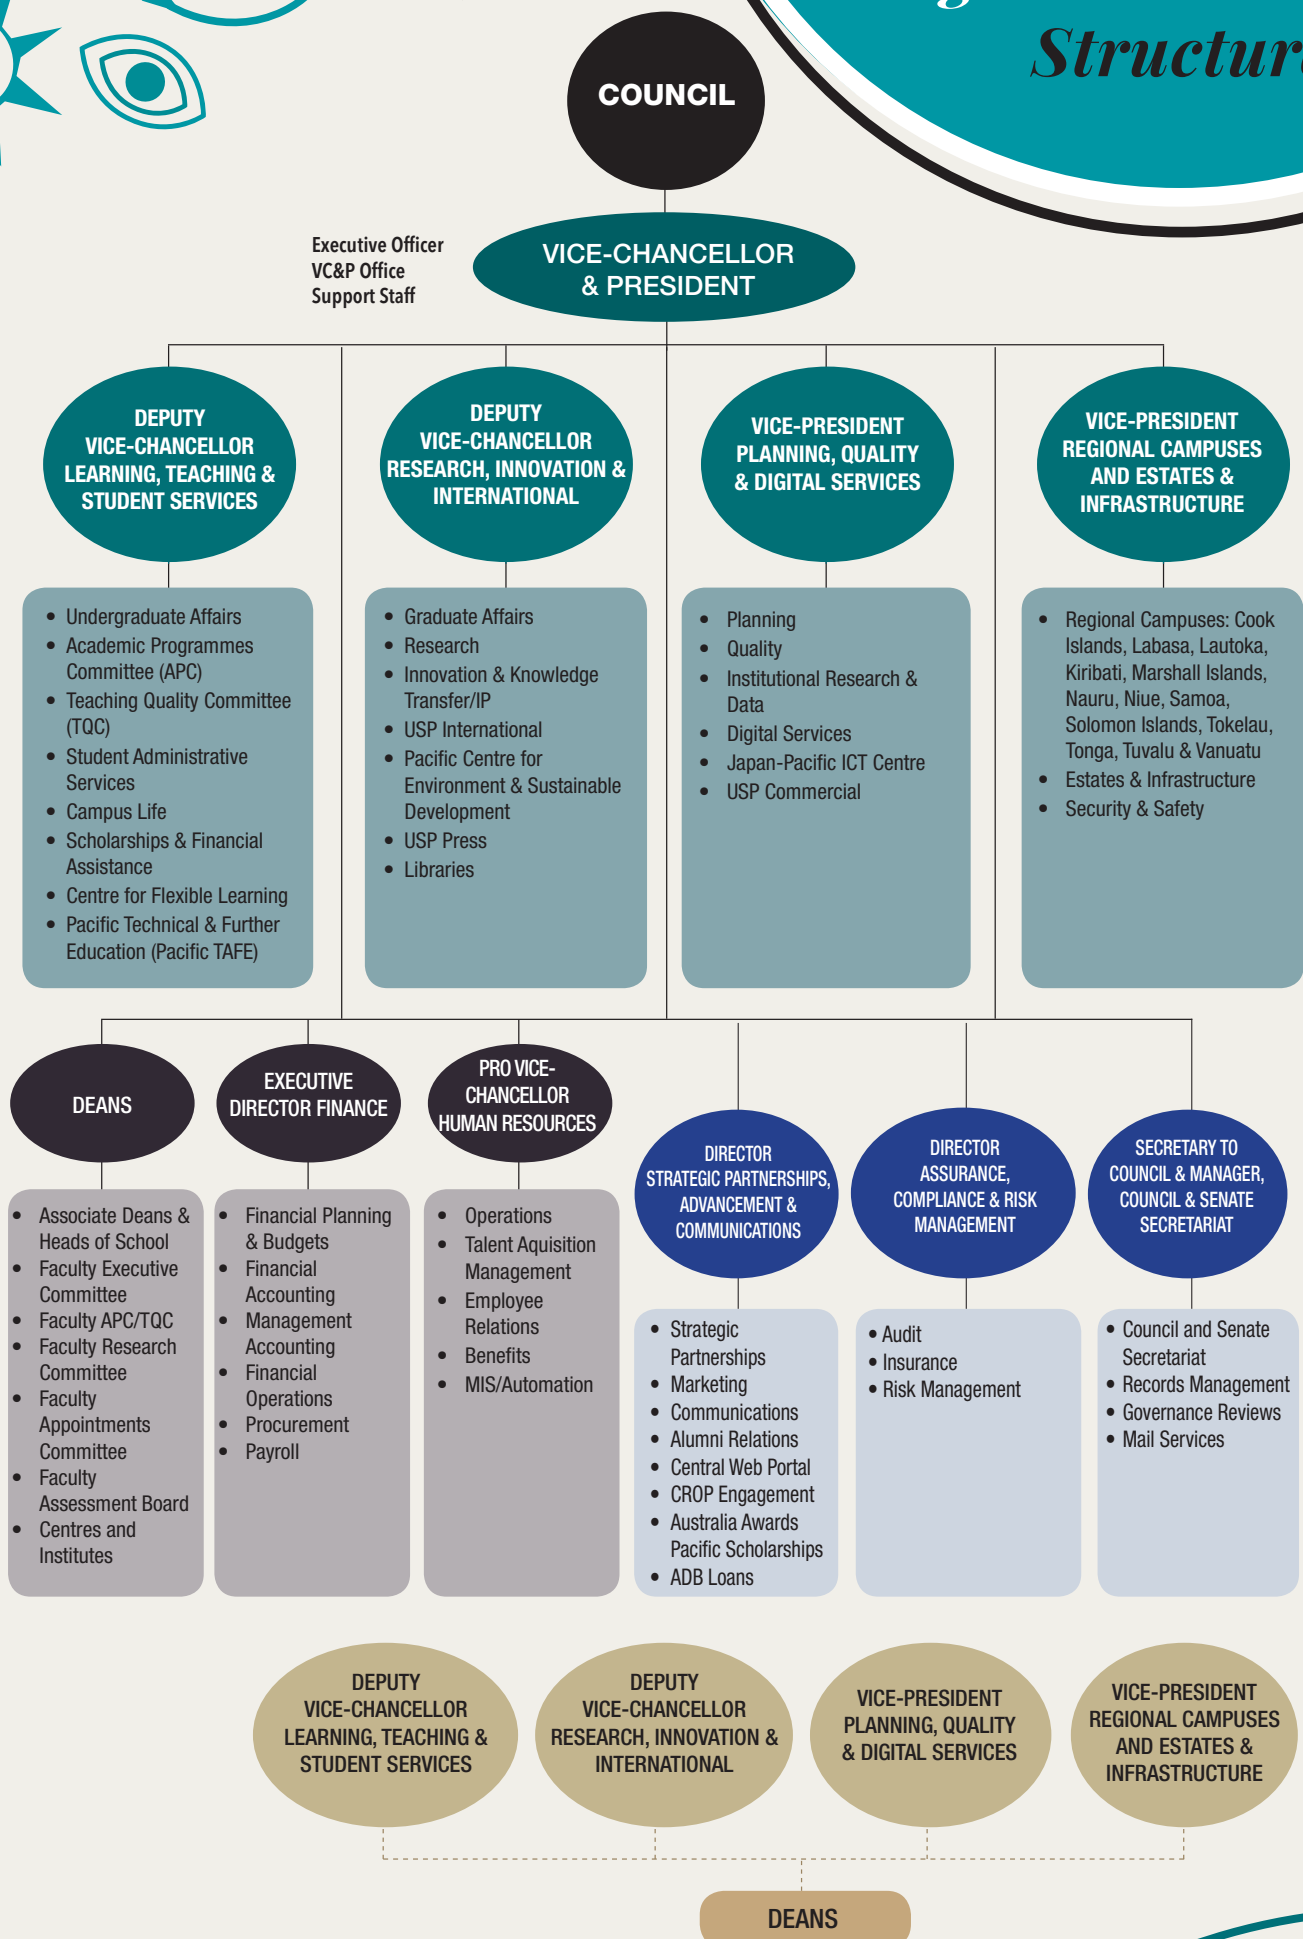 Structure
COUNCIL
Executive Officer
VC&P Office
Support Staff
VICE-CHANCELLOR
& PRESIDENT
DEPUTY
VICE-CHANCELLOR
LEARNING, TEACHING &
STUDENT SERVICES
DEPUTY
VICE-CHANCELLOR
RESEARCH, INNOVATION &
INTERNATIONAL
VICE-PRESIDENT
PLANNING, QUALITY
& DIGITAL SERVICES
VICE-PRESIDENT
REGIONAL CAMPUSES
AND ESTATES &
INFRASTRUCTURE
• Undergraduate Affairs
• Academic Programmes
Committee (APC)
• Teaching Quality Committee
(TQC)
• Student Administrative
Services
• Campus Life
• Scholarships & Financial
Assistance
• Centre for Flexible Learning
• Pacific Technical & Further
Education (Pacific TAFE)
• Graduate Affairs
• Research
• Innovation & Knowledge
Transfer/IP
• USP International
• Pacific Centre for
Environment & Sustainable
Development
• USP Press
• Libraries
• Planning
• Quality
• Institutional Research &
Data
• Digital Services
• Japan-Pacific ICT Centre
• USP Commercial
• Regional Campuses: Cook
Islands, Labasa, Lautoka,
Kiribati, Marshall Islands,
Nauru, Niue, Samoa,
Solomon Islands, Tokelau,
Tonga, Tuvalu & Vanuatu
• Estates & Infrastructure
• Security & Safety
DEANS
EXECUTIVE
DIRECTOR FINANCE
PRO VICE-
CHANCELLOR
HUMAN RESOURCES
DIRECTOR
STRATEGIC PARTNERSHIPS,
ADVANCEMENT &
COMMUNICATIONS
DIRECTOR
ASSURANCE,
COMPLIANCE & RISK
MANAGEMENT
SECRETARY TO
COUNCIL & MANAGER,
COUNCIL & SENATE
SECRETARIAT
• Associate Deans &
Heads of School
• Faculty Executive
Committee
• Faculty APC/TQC
• Faculty Research
Committee
• Faculty
Appointments
Committee
• Faculty
Assessment Board
• Centres and
Institutes
• Financial Planning
& Budgets
• Financial
Accounting
• Management
Accounting
• Financial
Operations
• Procurement
• Payroll
• Operations
• Talent Aquisition
Management
• Employee
Relations
• Benefits
• MIS/Automation
• Strategic
Partnerships
• Marketing
• Communications
• Alumni Relations
• Central Web Portal
• CROP Engagement
• Australia Awards
Pacific Scholarships
• ADB Loans
• Audit
• Insurance
• Risk Management
• Council and Senate
Secretariat
• Records Management
• Governance Reviews
• Mail Services
DEPUTY
VICE-CHANCELLOR
LEARNING, TEACHING &
STUDENT SERVICES
DEPUTY
VICE-CHANCELLOR
RESEARCH, INNOVATION &
INTERNATIONAL
VICE-PRESIDENT
PLANNING, QUALITY
& DIGITAL SERVICES
VICE-PRESIDENT
REGIONAL CAMPUSES
AND ESTATES &
INFRASTRUCTURE
DEANS